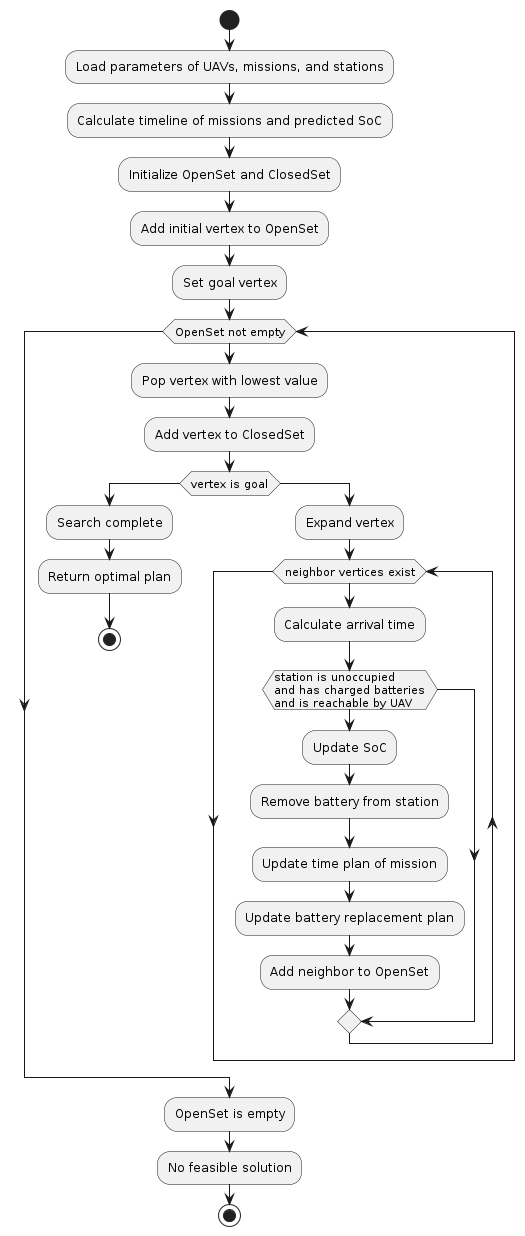 Load parameters of UAVs, missions, and stations
Calculate timeline of missions and predicted SoC
Initialize OpenSet and ClosedSet
Add initial vertex to OpenSet
Set goal vertex
OpenSet not empty
Pop vertex with lowest value
Add vertex to ClosedSet
vertex is goal
Search complete
Return optimal plan
Expand vertex
neighbor vertices exist
Calculate arrival time
station is unoccupied
and has charged batteries
and is reachable by UAV
Update SoC
Remove battery from station
Update time plan of mission
Update battery replacement plan
Add neighbor to OpenSet
OpenSet is empty
No feasible solution